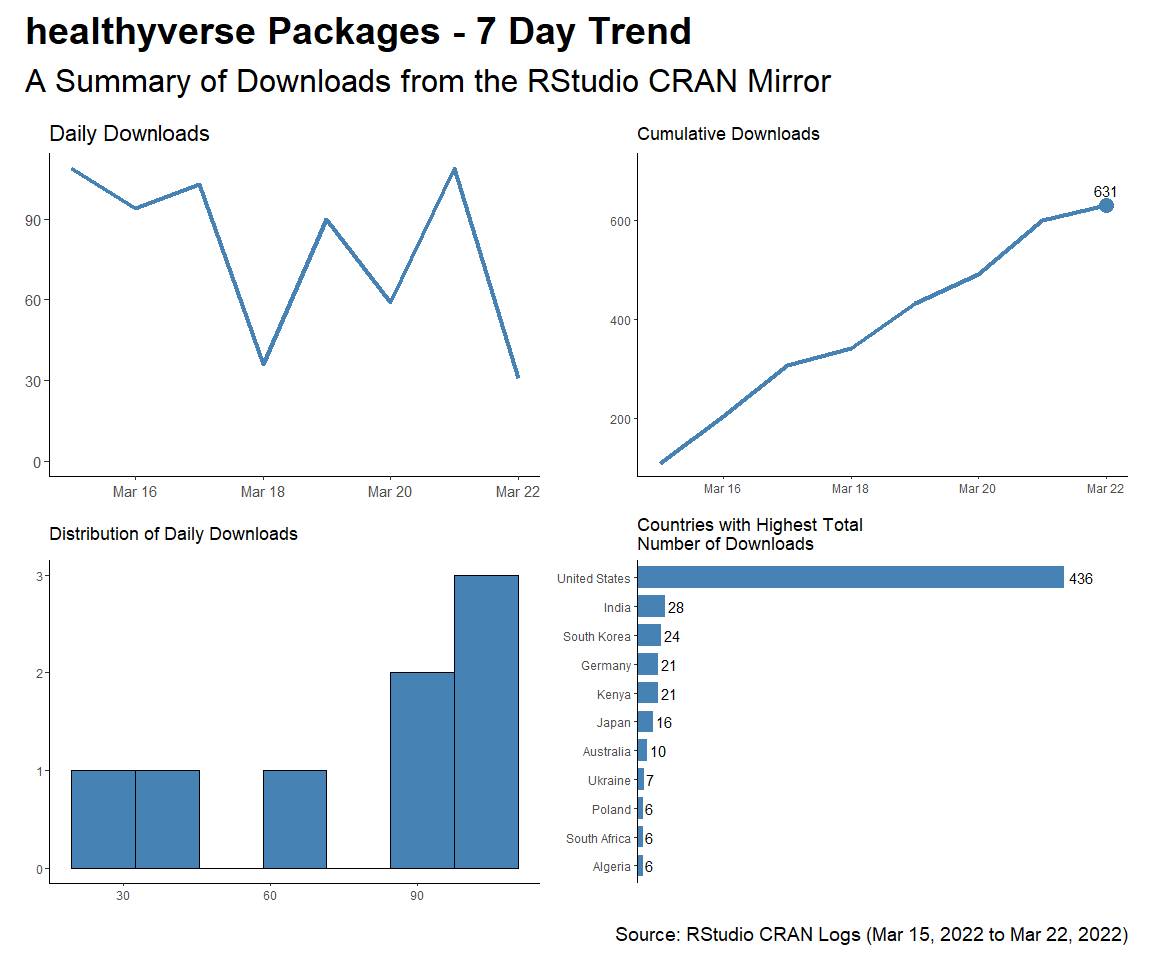 healthyverse Packages - 7 Day Trend
A Summary of Downloads from the RStudio CRAN Mirror
Daily Downloads
90
60
30
0
Mar 16
Mar 18
Mar 20
Mar 22
Cumulative Downloads
631
600
400
200
Mar 16
Mar 18
Mar 20
Mar 22
Distribution of Daily Downloads
3
2
1
0
30
60
90
Countries with Highest Total
Number of Downloads
United States 436
India 28
South Korea 24
Germany 21
Kenya 21
Japan 16
Australia 10
Ukraine 7
Poland 6
South Africa 6
Algeria 6
Source: RStudio CRAN Logs (Mar 15, 2022 to Mar 22, 2022)